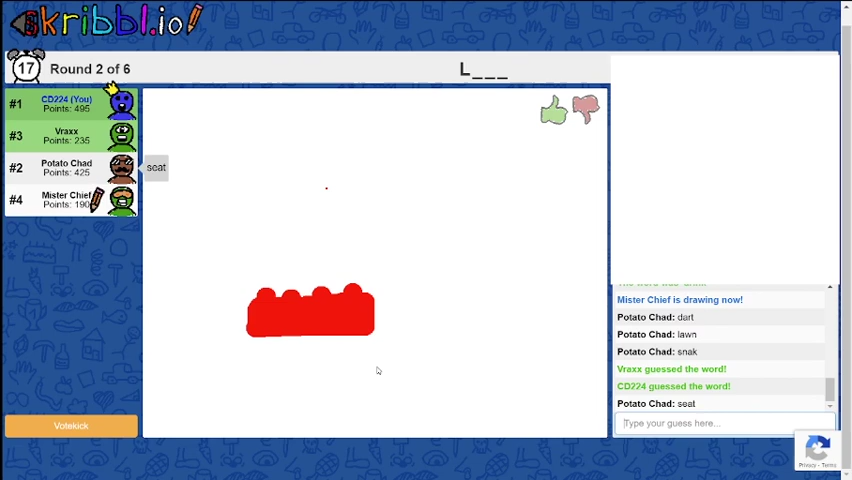 skribbl.io
17 Round 2 of 6
L___
#1 CD224 (You)
Points: 495
#3 Vraxx
Points: 235
#2 Potato Chad
Points: 425
seat
#4 Mister Chief
Points: 190
Mister Chief is drawing now!
Potato Chad: dart
Potato Chad: lawn
Potato Chad: snak
Vraxx guessed the word!
CD224 guessed the word!
Potato Chad: seat
Type your guess here...
Votekick
Privacy - Terms